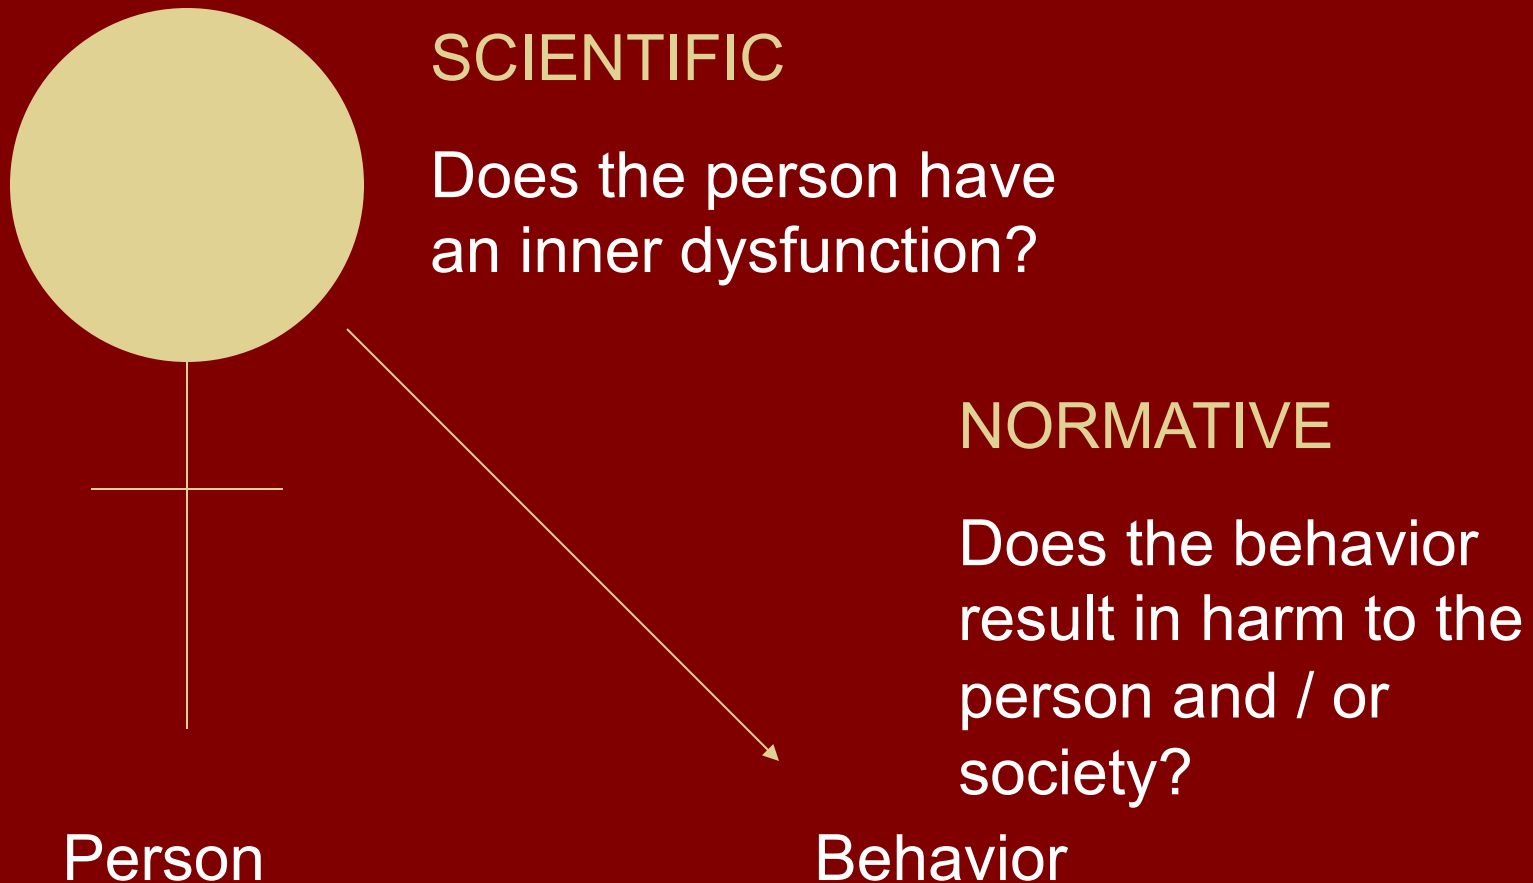 SCIENTIFIC
Does the person have
an inner dysfunction?
NORMATIVE
Does the behavior
result in harm to the
person and / or
society?
Person
Behavior